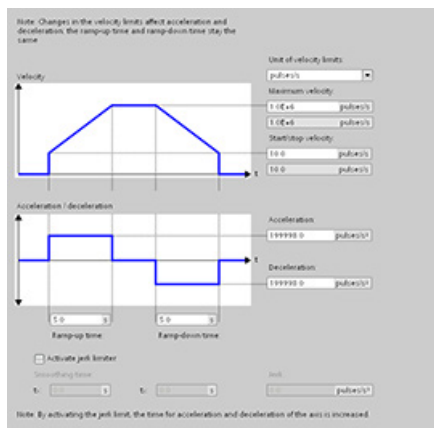 Note: Changes in the velocity limits affect acceleration and
deceleration; the ramp-up time and ramp-down time stay the
same
Unit of velocity limits:
pulses/s
Velocity
Maximum velocity:
1.0E+6 pulses/s
1.0E+6 pulses/s
Start/stop velocity:
10.0 pulses/s
10.0 pulses/s
t
Acceleration / deceleration
Acceleration:
199998.0 pulses/s²
t
Deceleration:
199998.0 pulses/s²
5.0 s 5.0 s
Ramp-up time Ramp-down time
Activate jerk limiter
Smoothing time: Jerk:
s s pulses/s³
Note: By activating the jerk limit, the time for acceleration and deceleration of the axis is increased.